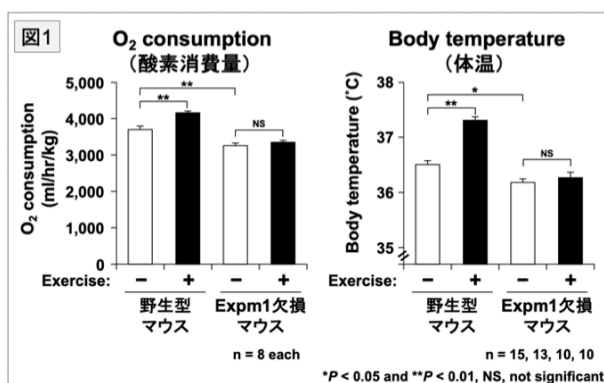 図1
O₂ consumption
(酸素消費量)
O₂ consumption
(ml/hr/kg)
5,000
4,000
3,000
2,000
1,000
0
**
**
NS
Exercise: − + − +
野生型
マウス
Expm1欠損
マウス
n = 8 each
Body temperature
(体温)
Body temperature (˚C)
38
37
36
35
*
**
NS
Exercise: − + − +
野生型
マウス
Expm1欠損
マウス
n = 15, 13, 10, 10
*P < 0.05 and **P < 0.01, NS, not significant